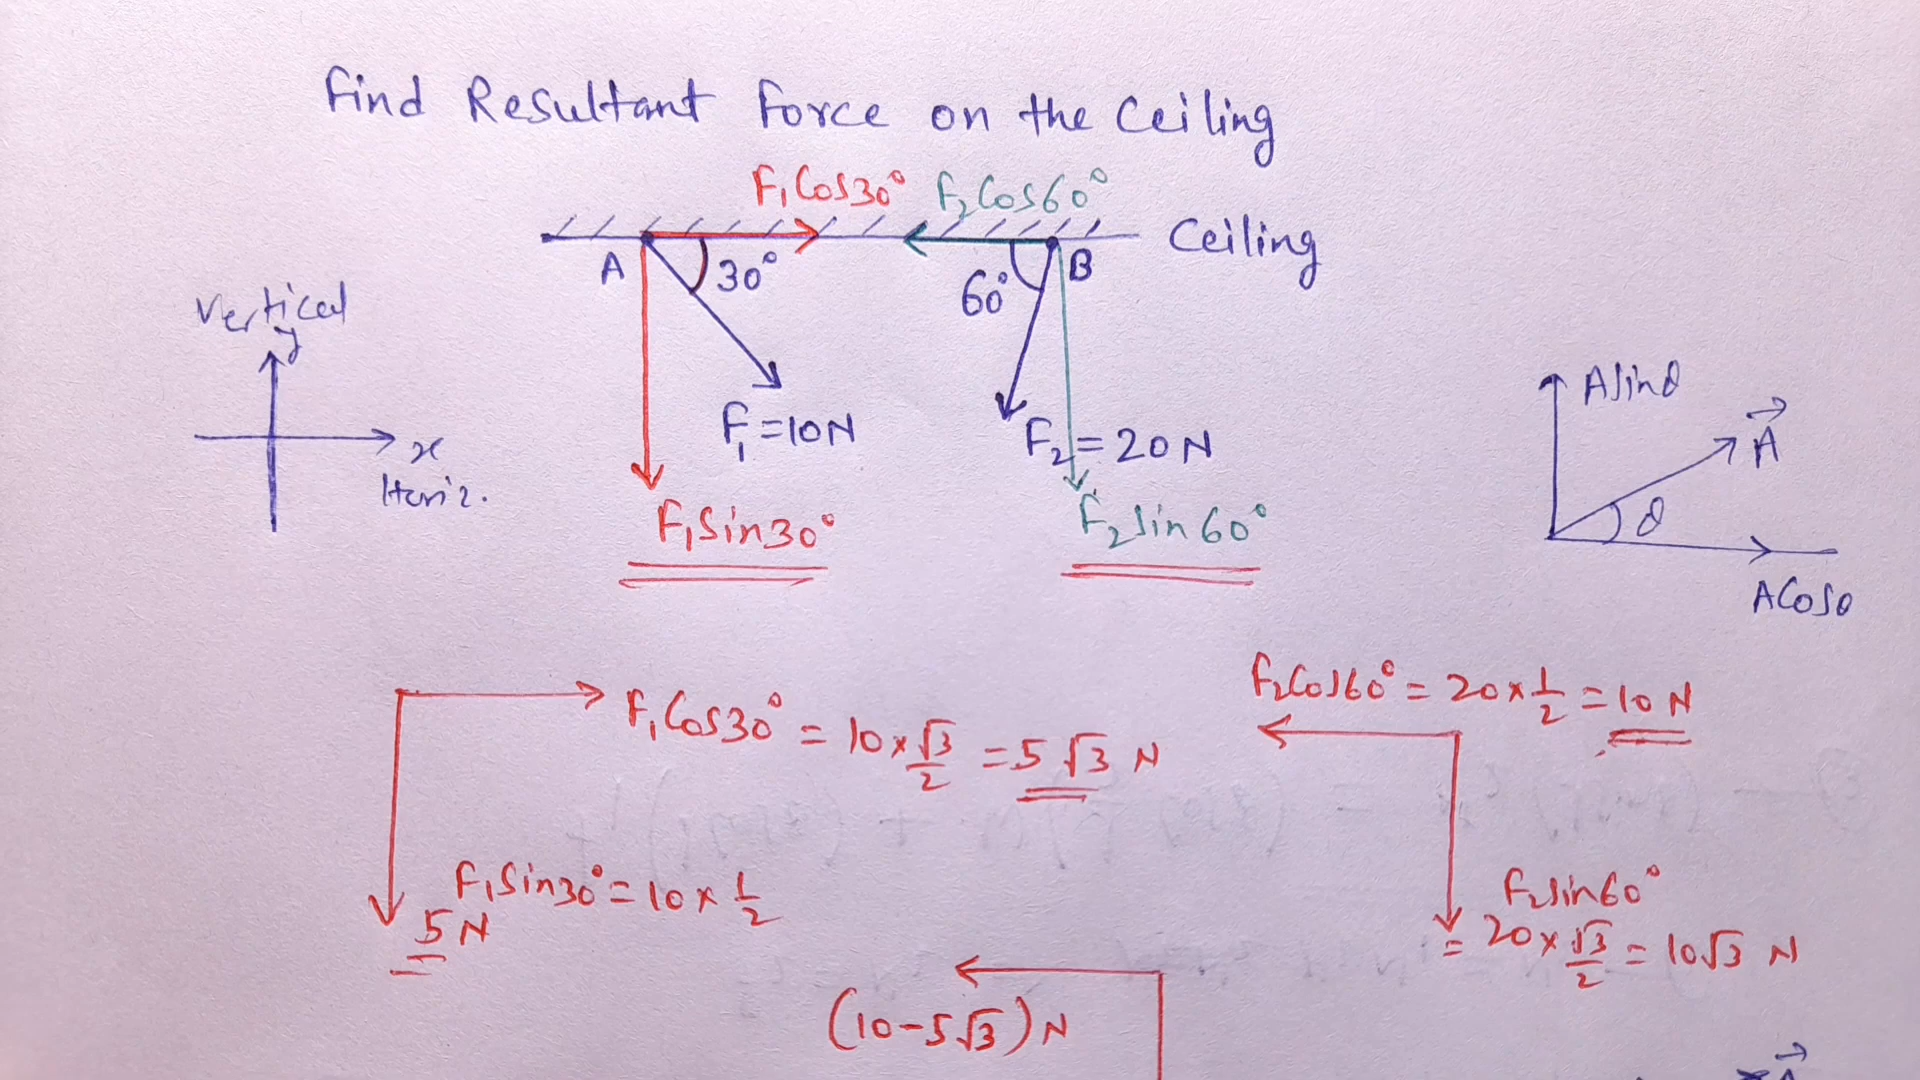 Find Resultant Force on the Ceiling
F₁Cos30° F₂Cos60°
Ceiling
A 30° 60° B
Vertical
y
x
Horiz.
F₁=10N
F₂=20N
F₁Sin30°
F₂Sin60°
ASinθ
A⃗
θ
ACosθ
F₁Cos30° = 10×√3/2 = 5√3 N
F₂Cos60° = 20×1/2 = 10 N
F₁Sin30° = 10×1/2
5N
F₂Sin60°
= 20×√3/2 = 10√3 N
(10-5√3)N